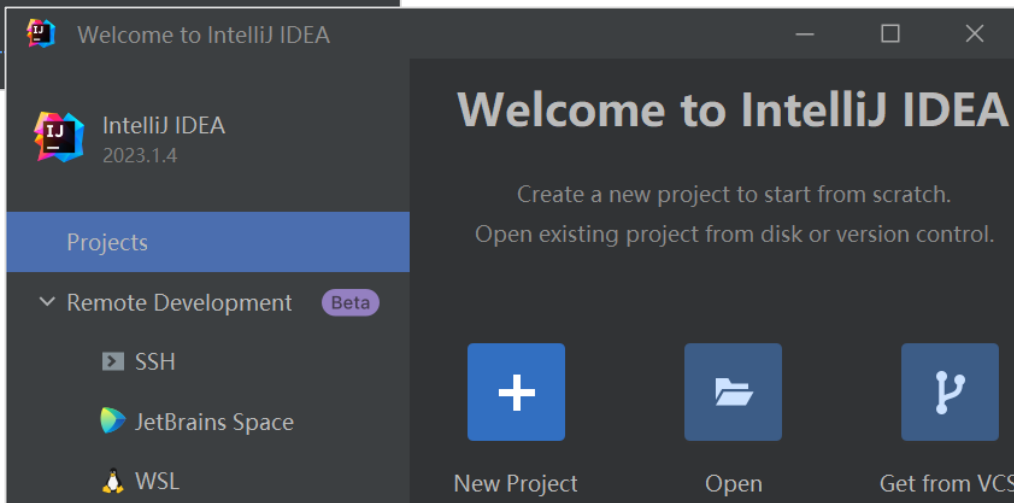 Welcome to IntelliJ IDEA
IntelliJ IDEA
2023.1.4
Projects
Remote Development Beta
SSH
JetBrains Space
WSL
Welcome to IntelliJ IDEA
Create a new project to start from scratch.
Open existing project from disk or version control.
New Project
Open
Get from VCS